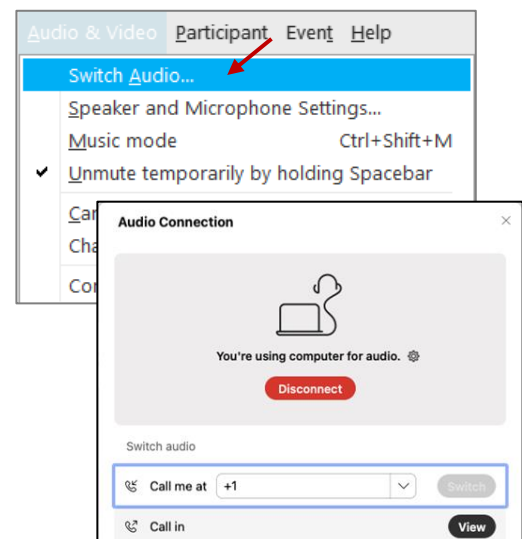 Audio & Video Participant Event Help
Switch Audio...
Speaker and Microphone Settings...
Music mode Ctrl+Shift+M
Unmute temporarily by holding Spacebar
Audio Connection
You're using computer for audio.
Disconnect
Switch audio
Call me at +1 Switch
Call in View